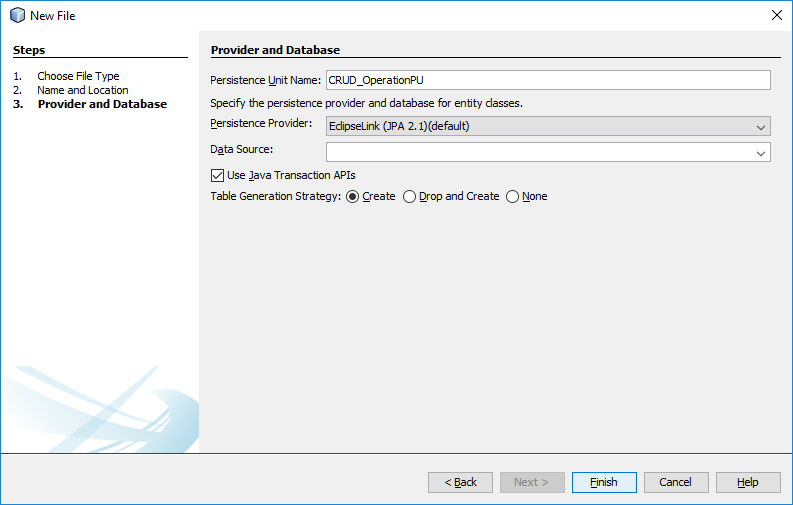 New File
Steps
1. Choose File Type
2. Name and Location
3. Provider and Database
Provider and Database
Persistence Unit Name: CRUD_OperationPU
Specify the persistence provider and database for entity classes.
Persistence Provider: EclipseLink (JPA 2.1)(default)
Data Source:
Use Java Transaction APIs
Table Generation Strategy: Create Drop and Create None
< Back Next > Finish Cancel Help